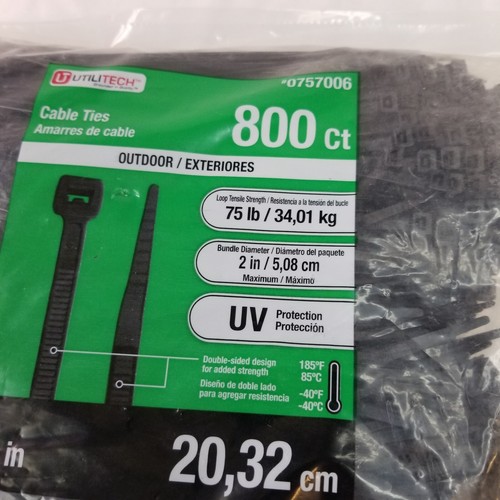 UTILITECH™
#0757006
Cable Ties
Amarres de cable
800 Ct
OUTDOOR / EXTERIORES
Loop Tensile Strength / Resistencia a la tensión del bucle
75 lb / 34,01 kg
Bundle Diameter / Diámetro del paquete
2 in / 5,08 cm
Maximum / Máximo
UV Protection
Protección
Double-sided design
for added strength
Diseño de doble lado
para agregar resistencia
185°F
85°C
-40°F
-40°C
in
20,32 cm